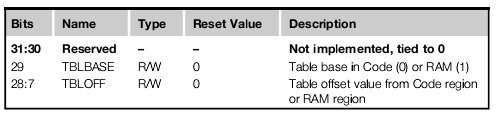 Bits Name Type Reset Value Description
31:30 Reserved – – Not implemented, tied to 0
29 TBLBASE R/W 0 Table base in Code (0) or RAM (1)
28:7 TBLOFF R/W 0 Table offset value from Code region
or RAM region